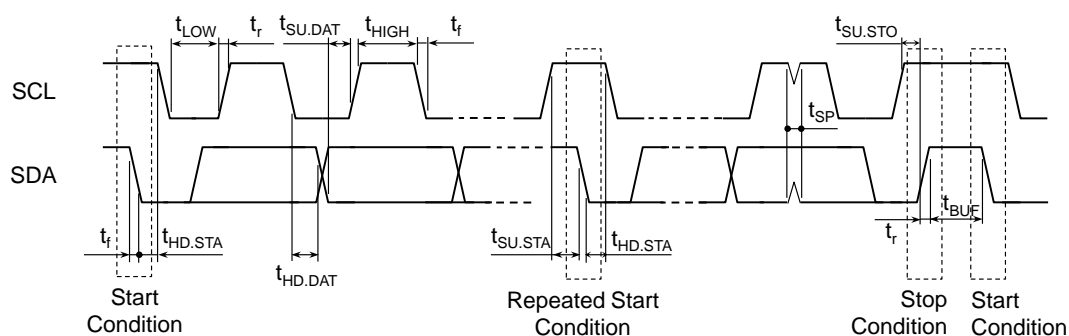 tLOW tr tSU.DAT tHIGH tf tSU.STO
SCL
tSP
SDA
tf tHD.STA tSU.STA tHD.STA tr tBUF
tHD.DAT
Start Condition
Repeated Start Condition
Stop Condition
Start Condition